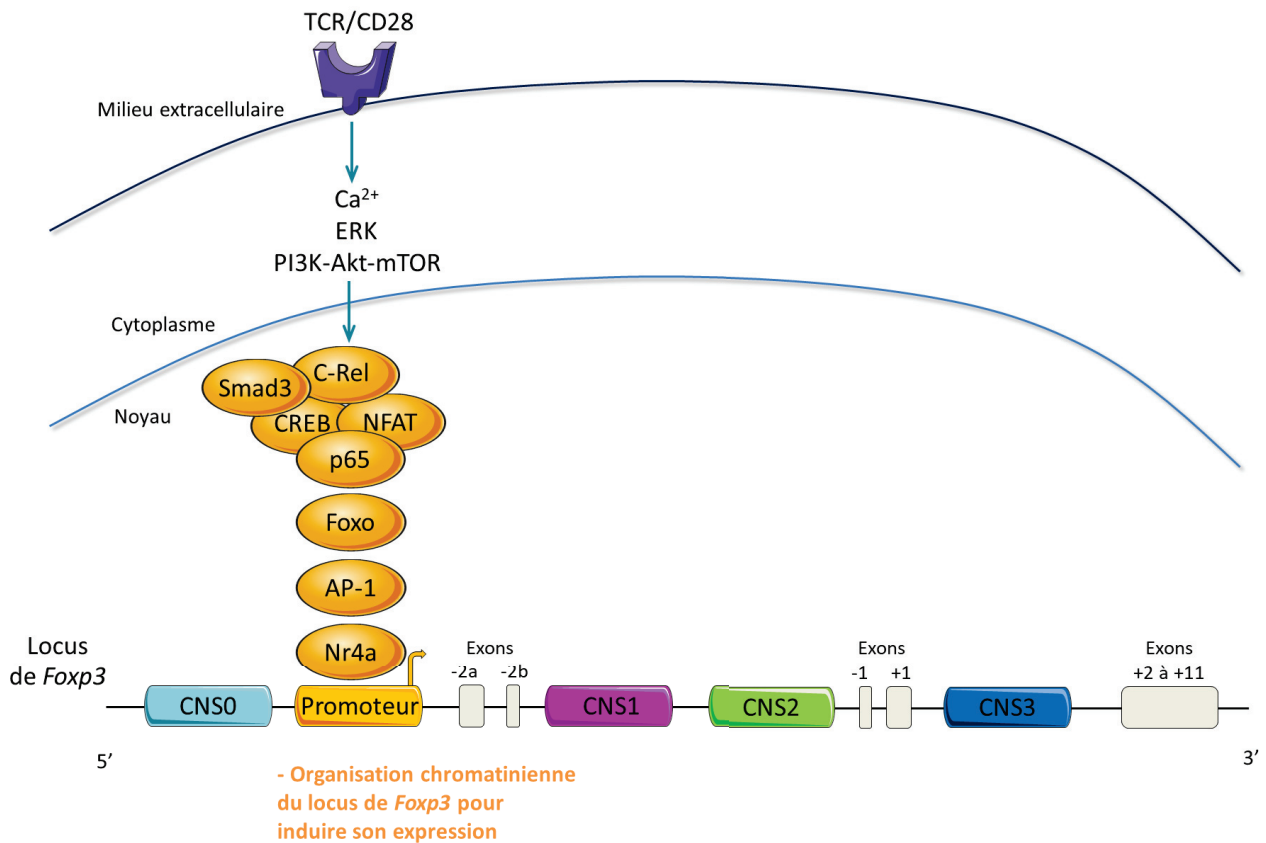 TCR/CD28
Milieu extracellulaire
Ca²⁺
ERK
PI3K-Akt-mTOR
Cytoplasme
C-Rel
Smad3
Noyau
CREB
NFAT
p65
Foxo
AP-1
Nr4a
Locus
de Foxp3
Exons
-2a
-2b
Exons
-1
+1
Exons
+2 à +11
CNS0
Promoteur
CNS1
CNS2
CNS3
5’
3’
- Organisation chromatinienne
du locus de Foxp3 pour
induire son expression